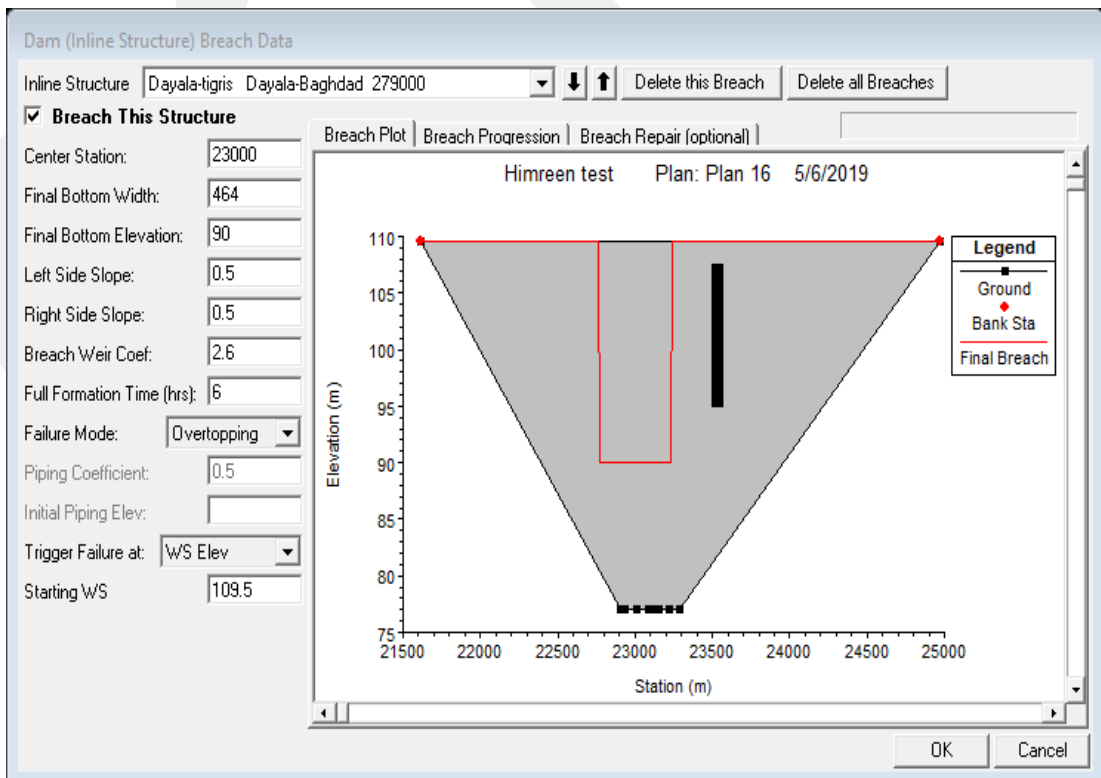 Dam (Inline Structure) Breach Data
Inline Structure Dayala-tigris Dayala-Baghdad 279000 Delete this Breach Delete all Breaches
Breach This Structure
Center Station: 23000
Final Bottom Width: 464
Final Bottom Elevation: 90
Left Side Slope: 0.5
Right Side Slope: 0.5
Breach Weir Coef: 2.6
Full Formation Time (hrs): 6
Failure Mode: Overtopping
Piping Coefficient: 0.5
Initial Piping Elev:
Trigger Failure at: WS Elev
Starting WS 109.5
Breach Plot Breach Progression Breach Repair (optional)
Himreen test Plan: Plan 16 5/6/2019
Elevation (m)
110
105
100
95
90
85
80
75
21500 22000 22500 23000 23500 24000 24500 25000
Station (m)
Legend
Ground
Bank Sta
Final Breach
OK Cancel